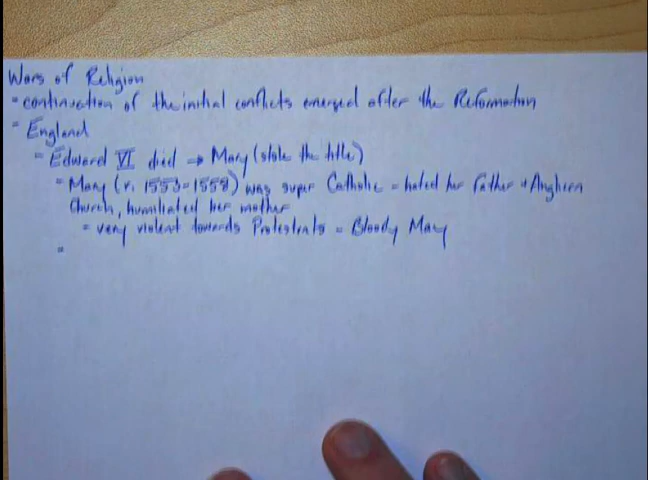 Wars of Religion
- continuation of the initial conflicts emerged after the Reformation
- England
- Edward VI died → Mary (stole the title)
- Mary (r. 1553-1558) was super Catholic - hated her father + Anglican
Church, humiliated her mother
- very violent towards Protestants - Bloody Mary
-